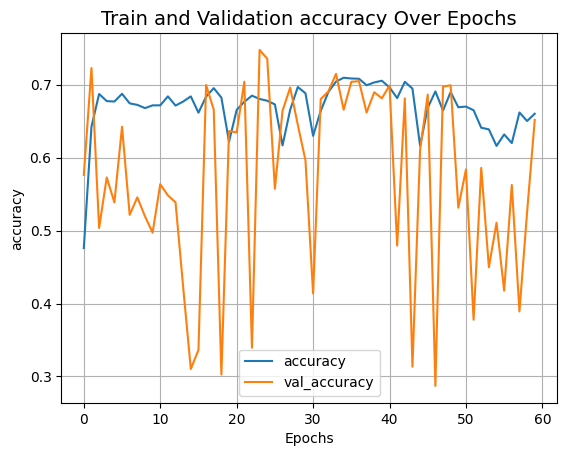 Train and Validation accuracy Over Epochs
accuracy
0.7
0.6
0.5
0.4
0.3
accuracy
val_accuracy
0 10 20 30 40 50 60
Epochs